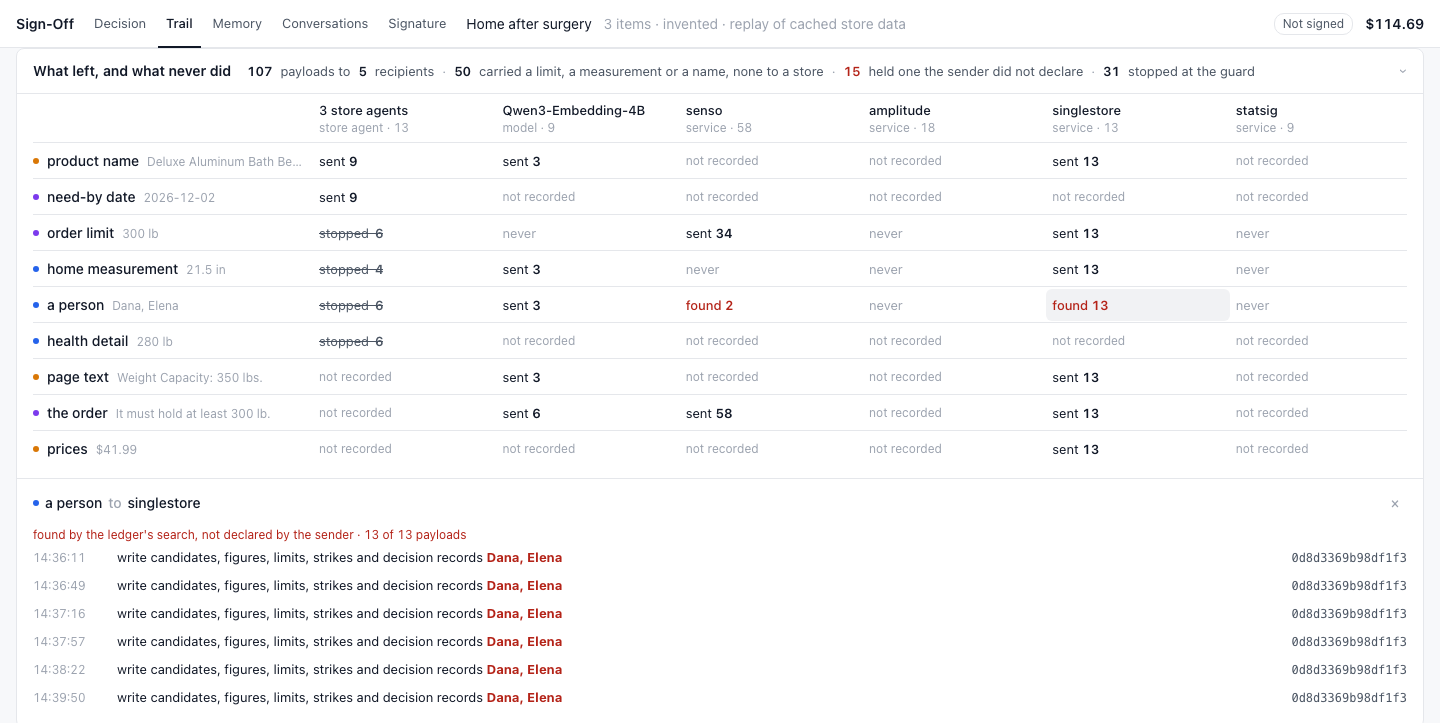 Sign-Off Decision Trail Memory Conversations Signature Home after surgery 3 items · invented · replay of cached store data Not signed $114.69
What left, and what never did 107 payloads to 5 recipients · 50 carried a limit, a measurement or a name, none to a store · 15 held one the sender did not declare · 31 stopped at the guard
3 store agents Qwen3-Embedding-4B senso amplitude singlestore statsig
store agent · 13 model · 9 service · 58 service · 18 service · 13 service · 9
product name Deluxe Aluminum Bath Be... sent 9 sent 3 not recorded not recorded sent 13 not recorded
need-by date 2026-12-02 sent 9 not recorded not recorded not recorded not recorded not recorded
order limit 300 lb stopped 6 never sent 34 never sent 13 never
home measurement 21.5 in stopped 4 sent 3 never never sent 13 never
a person Dana, Elena stopped 6 sent 3 found 2 never found 13 never
health detail 280 lb stopped 6 not recorded not recorded not recorded not recorded not recorded
page text Weight Capacity: 350 lbs. not recorded sent 3 not recorded not recorded sent 13 not recorded
the order It must hold at least 300 lb. not recorded sent 6 sent 58 not recorded sent 13 not recorded
prices $41.99 not recorded not recorded not recorded not recorded sent 13 not recorded
a person to singlestore ×
found by the ledger's search, not declared by the sender · 13 of 13 payloads
14:36:11 write candidates, figures, limits, strikes and decision records Dana, Elena 0d8d3369b98df1f3
14:36:49 write candidates, figures, limits, strikes and decision records Dana, Elena 0d8d3369b98df1f3
14:37:16 write candidates, figures, limits, strikes and decision records Dana, Elena 0d8d3369b98df1f3
14:37:57 write candidates, figures, limits, strikes and decision records Dana, Elena 0d8d3369b98df1f3
14:38:22 write candidates, figures, limits, strikes and decision records Dana, Elena 0d8d3369b98df1f3
14:39:50 write candidates, figures, limits, strikes and decision records Dana, Elena 0d8d3369b98df1f3